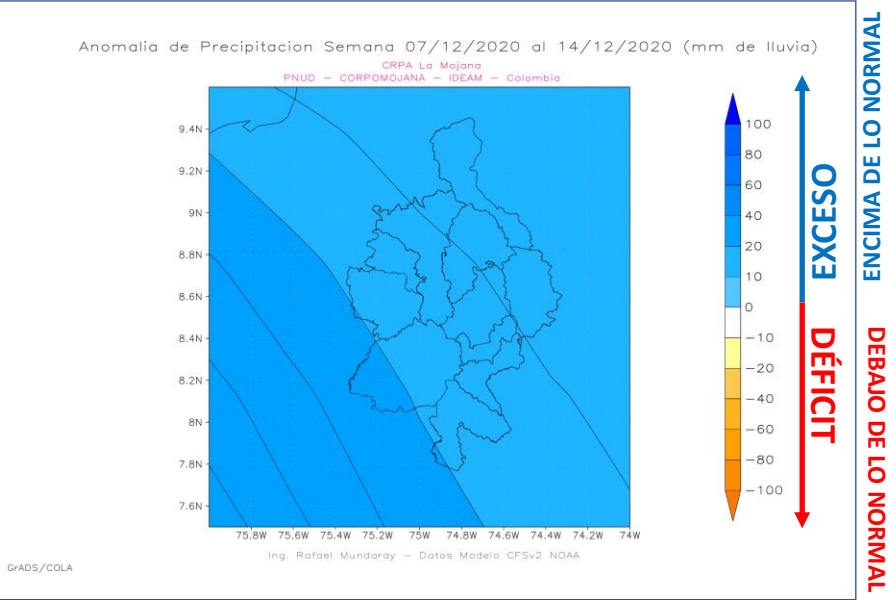 Anomalia de Precipitacion Semana 07/12/2020 al 14/12/2020 (mm de lluvia)
CRPA La Mojana
PNUD – CORPOMOJANA – IDEAM – Colombia
9.4N
9.2N
9N
8.8N
8.6N
8.4N
8.2N
8N
7.8N
7.6N
75.8W 75.6W 75.4W 75.2W 75W 74.8W 74.6W 74.4W 74.2W 74W
Ing. Rafael Mundaray – Datos Modelo CFSv2 NOAA
GrADS/COLA
100
80
60
40
20
10
0
−10
−20
−40
−60
−80
−100
EXCESO
DÉFICIT
ENCIMA DE LO NORMAL
DEBAJO DE LO NORMAL